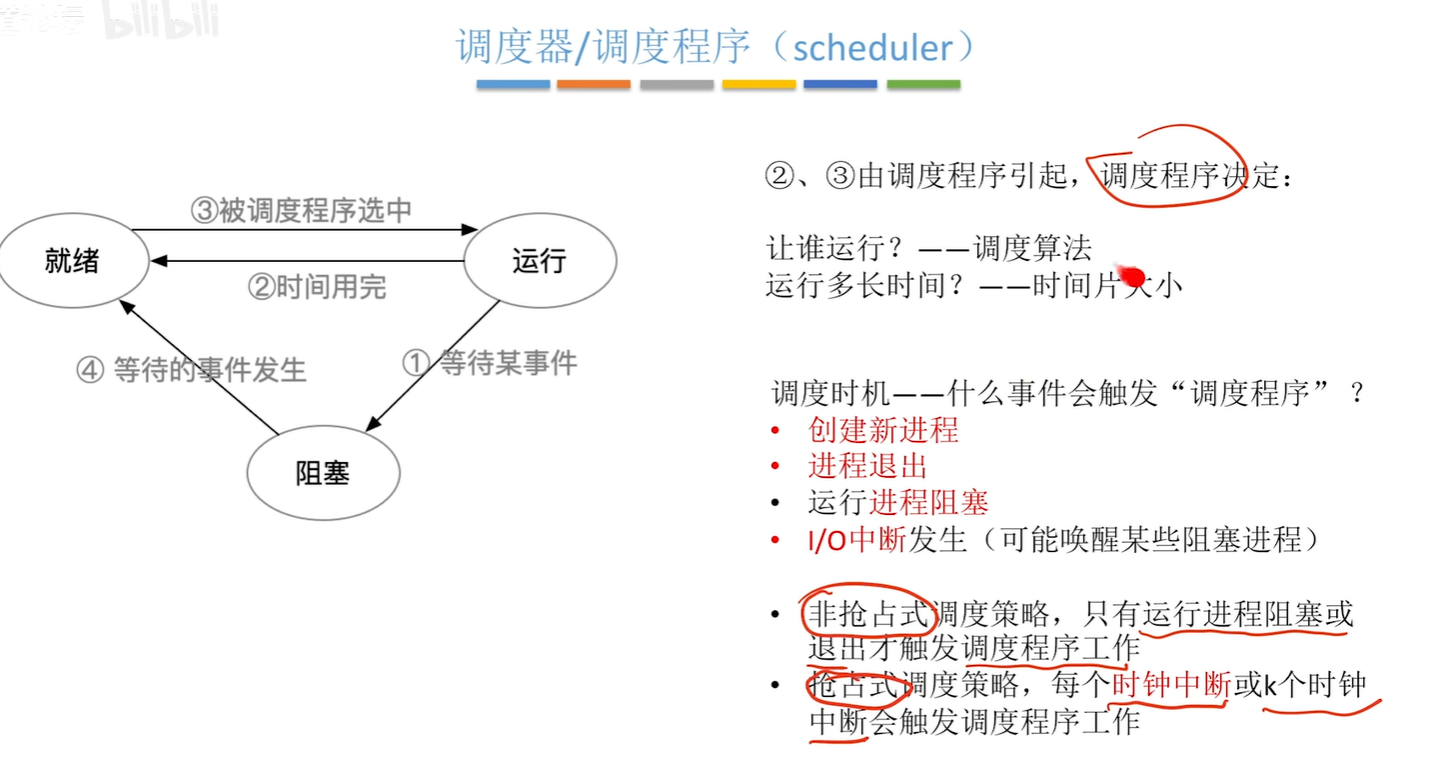 bilibili
调度器/调度程序（scheduler）
③被调度程序选中
就绪
运行
②时间用完
④ 等待的事件发生
① 等待某事件
阻塞
②、③由调度程序引起，调度程序决定：
让谁运行？——调度算法
运行多长时间？——时间片大小
调度时机——什么事件会触发“调度程序”？
• 创建新进程
• 进程退出
• 运行进程阻塞
• I/O中断发生（可能唤醒某些阻塞进程）
• 非抢占式调度策略，只有运行进程阻塞或
退出才触发调度程序工作
• 抢占式调度策略，每个时钟中断或k个时钟
中断会触发调度程序工作